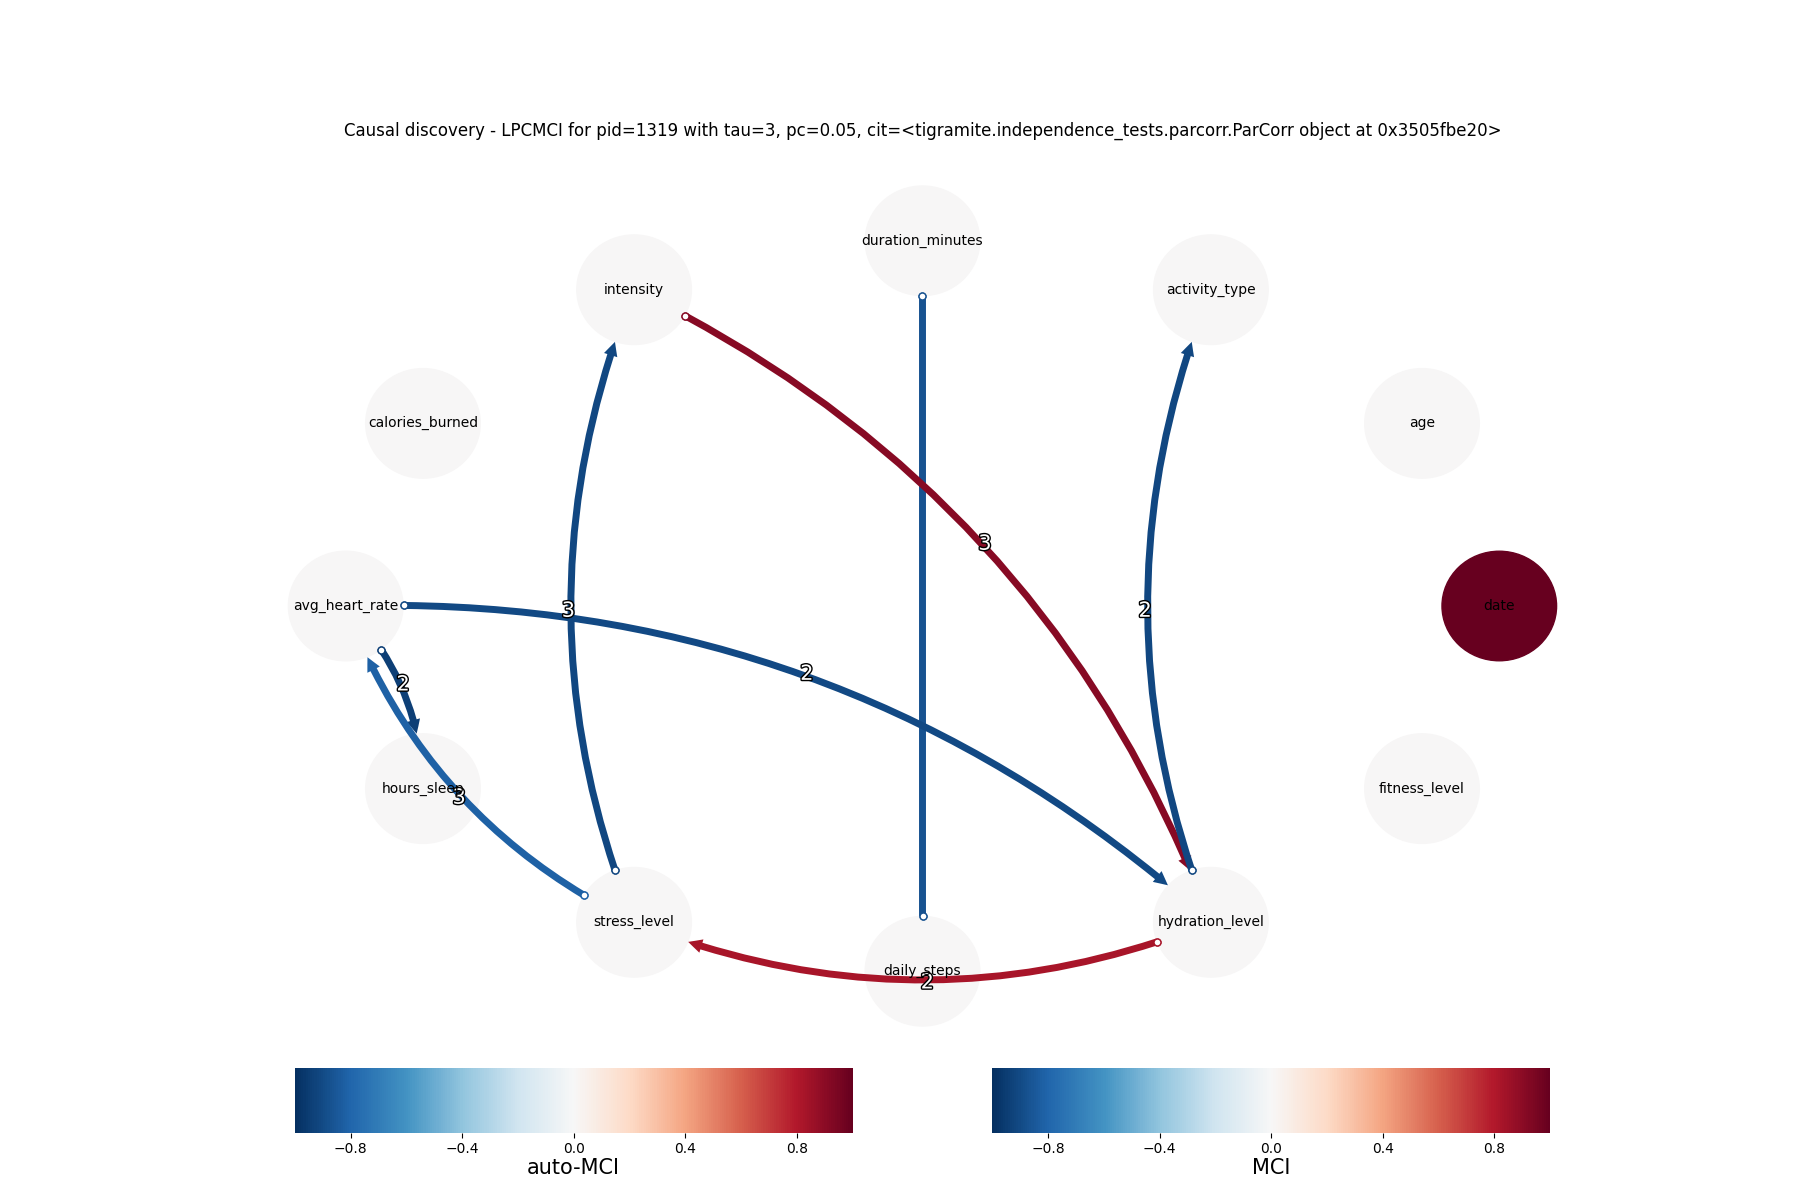 Causal discovery - LPCMCI for pid=1319 with tau=3, pc=0.05, cit=<tigramite.independence_tests.parcorr.ParCorr object at 0x3505fbe20>
duration_minutes
intensity
activity_type
calories_burned
age
3
avg_heart_rate
3
2
date
2
2
hours_sleep
3
fitness_level
stress_level
hydration_level
daily_steps
2
−0.8 −0.4 0.0 0.4 0.8
auto-MCI
−0.8 −0.4 0.0 0.4 0.8
MCI